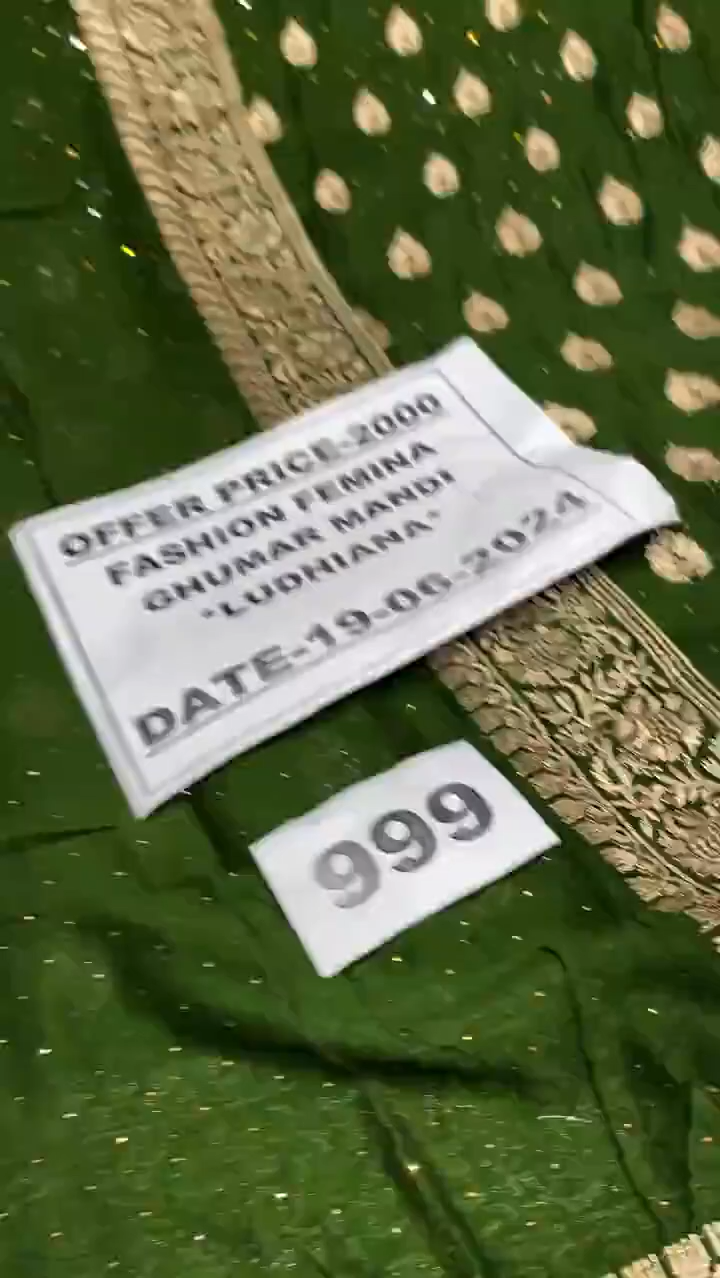 OFFER PRICE-2000
FASHION FEMINA
GHUMAR MANDI
"LUDHIANA"
DATE-19-06-2024
999